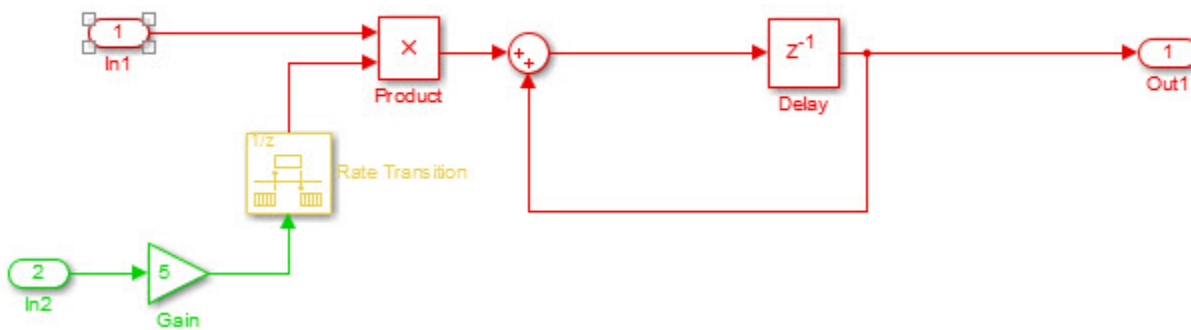 1
In1
×
Product
+
+
z-1
Delay
1
Out1
1/z
Rate Transition
2
In2
5
Gain